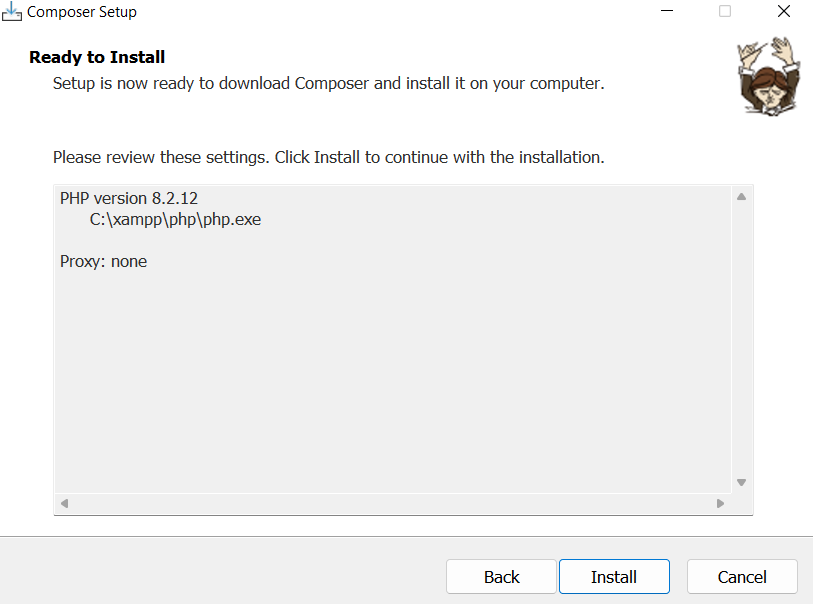 Composer Setup
Ready to Install
Setup is now ready to download Composer and install it on your computer.
Please review these settings. Click Install to continue with the installation.
PHP version 8.2.12
C:\xampp\php\php.exe
Proxy: none
Back
Install
Cancel